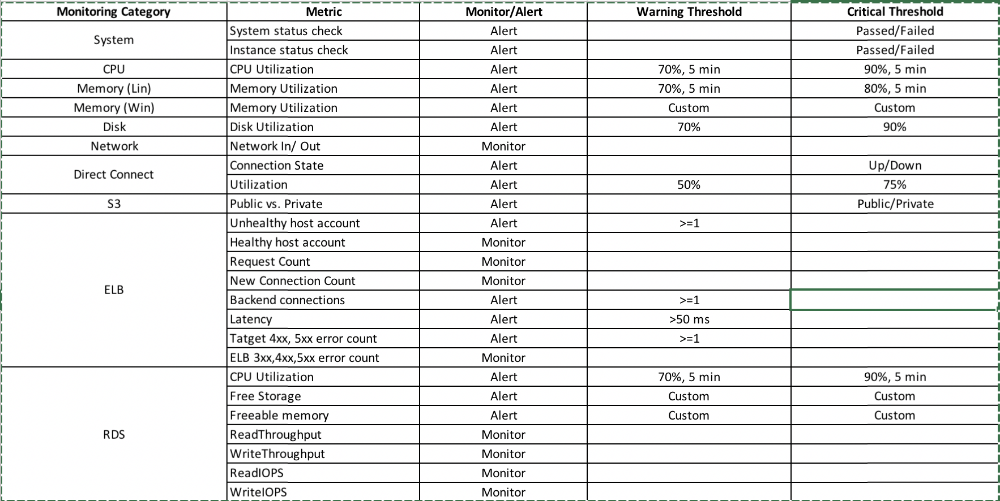 Monitoring Category Metric Monitor/Alert Warning Threshold Critical Threshold
System
System status check Alert Passed/Failed
Instance status check Alert Passed/Failed
CPU CPU Utilization Alert 70%, 5 min 90%, 5 min
Memory (Lin) Memory Utilization Alert 70%, 5 min 80%, 5 min
Memory (Win) Memory Utilization Alert Custom Custom
Disk Disk Utilization Alert 70% 90%
Network Network In/ Out Monitor
Direct Connect
Connection State Alert Up/Down
Utilization Alert 50% 75%
S3 Public vs. Private Alert Public/Private
ELB
Unhealthy host account Alert >=1
Healthy host account Monitor
Request Count Monitor
New Connection Count Monitor
Backend connections Alert >=1
Latency Alert >50 ms
Tatget 4xx, 5xx error count Alert >=1
ELB 3xx,4xx,5xx error count Monitor
RDS
CPU Utilization Alert 70%, 5 min 90%, 5 min
Free Storage Alert Custom Custom
Freeable memory Alert Custom Custom
ReadThroughput Monitor
WriteThroughput Monitor
ReadIOPS Monitor
WriteIOPS Monitor